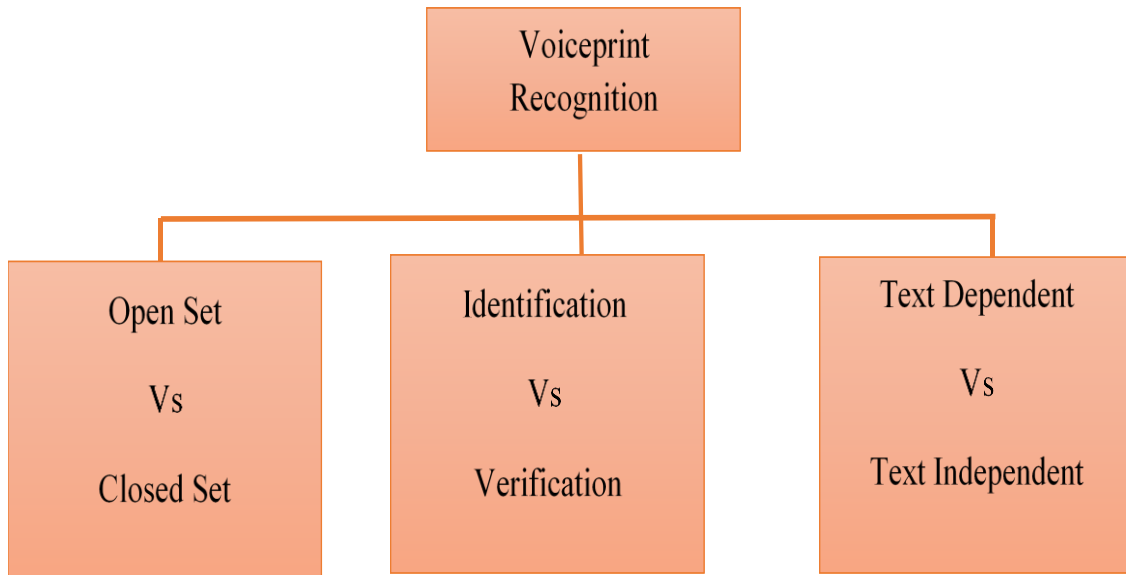 Voiceprint
Recognition
Open Set
Vs
Closed Set
Identification
Vs
Verification
Text Dependent
Vs
Text Independent